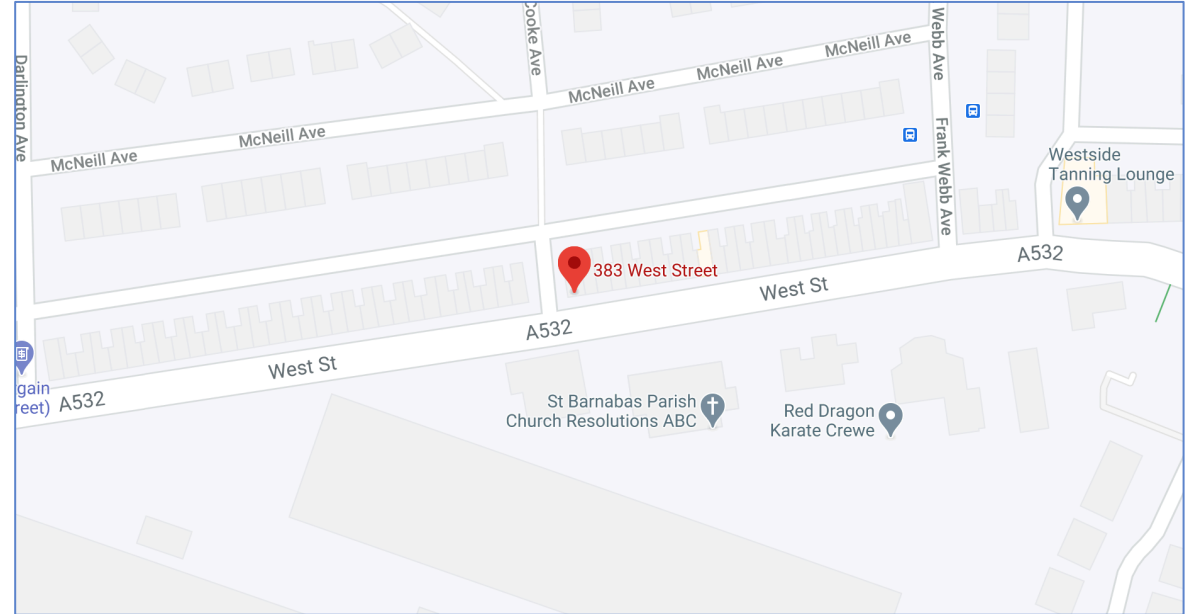 Cooke Ave
Webb Ave
McNeill Ave
McNeill Ave
McNeill Ave
Darlington Ave
McNeill Ave
McNeill Ave
Frank Webb Ave
Westside
Tanning Lounge
A532
383 West Street
West St
A532
West St
gain
reet)
A532
St Barnabas Parish
Church Resolutions ABC
Red Dragon
Karate Crewe